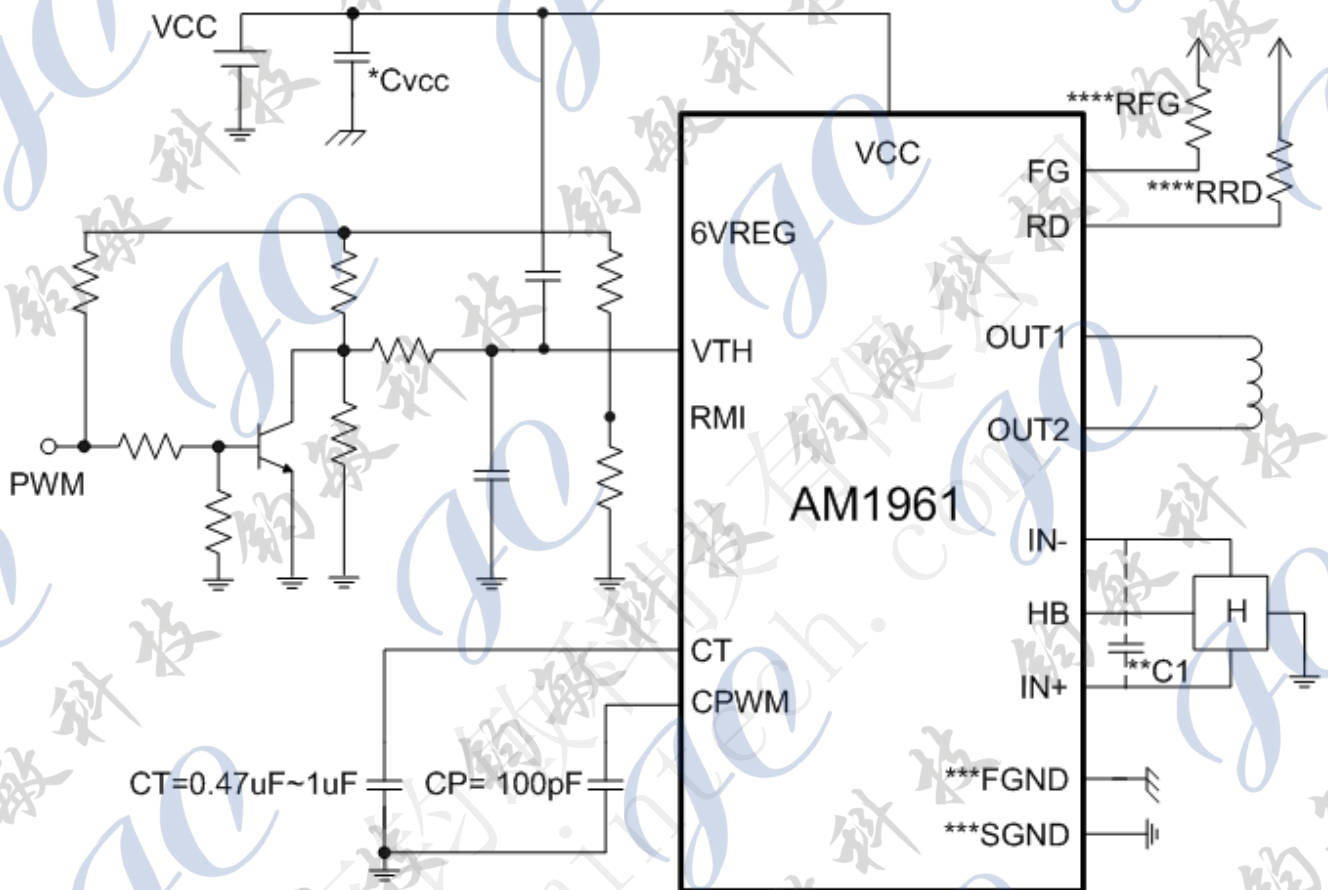 VCC
*Cvcc
****RFG
VCC
FG
****RRD
6VREG
RD
OUT1
VTH
RMI
OUT2
PWM
AM1961
IN-
HB
H
CT
**C1
IN+
CPWM
CT=0.47uF~1uF
CP= 100pF
***FGND
***SGND